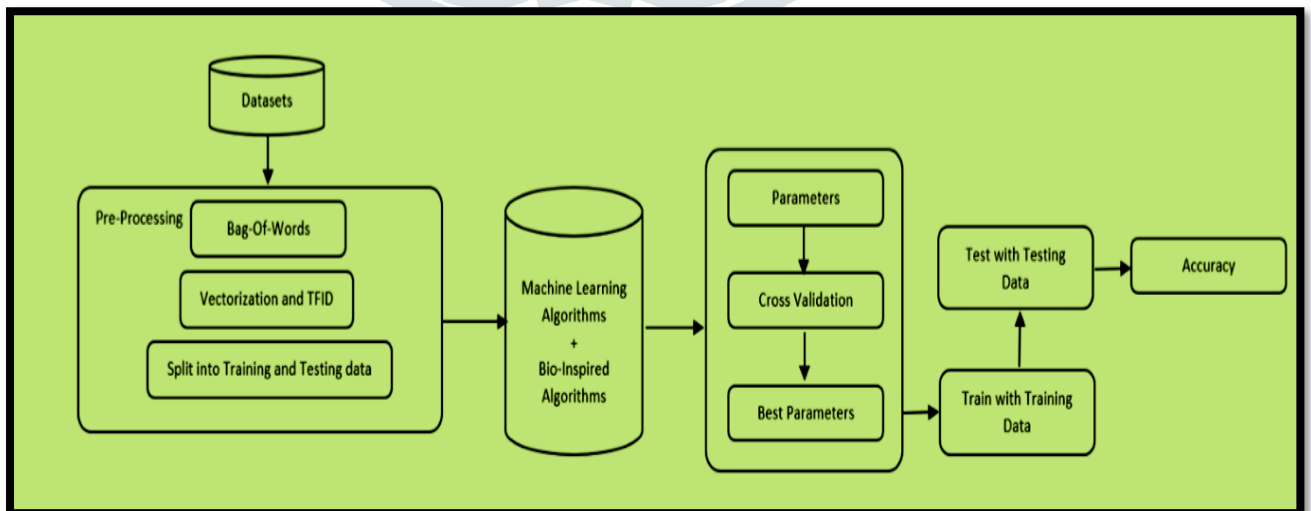 Datasets
Pre-Processing
Bag-Of-Words
Vectorization and TFID
Split into Training and Testing data
Machine Learning
Algorithms
+
Bio-Inspired
Algorithms
Parameters
Cross Validation
Best Parameters
Train with Training
Data
Test with Testing
Data
Accuracy